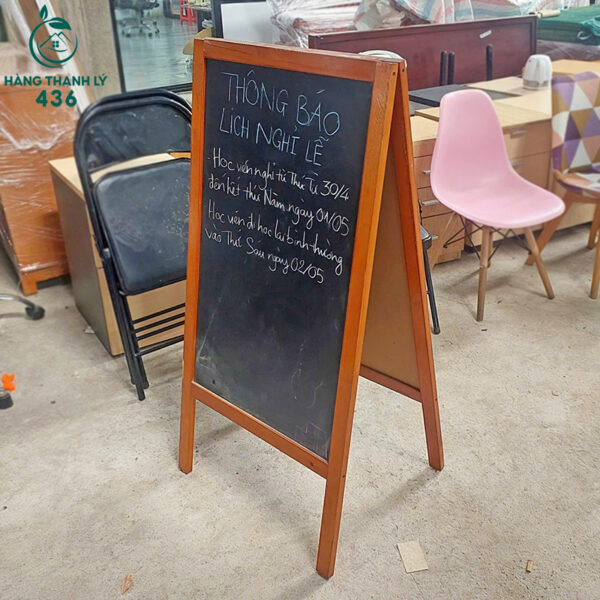 HÀNG THANH LÝ
436
THÔNG BÁO
LỊCH NGHỈ LỄ
- Học viên nghỉ từ Thứ Tư 30/4
đến hết thứ Năm ngày 01/05
Học viên đi học lại bình thường
vào Thứ Sáu ngày 02/05